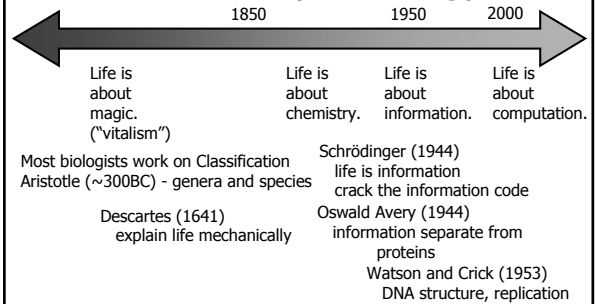 1850
1950
2000
Life is
about
magic.
(“vitalism”)
Life is
about
chemistry.
Life is
about
information.
Life is
about
computation.
Most biologists work on Classification
Aristotle (~300BC) - genera and species
Descartes (1641)
explain life mechanically
Schrödinger (1944)
life is information
crack the information code
Oswald Avery (1944)
information separate from
proteins
Watson and Crick (1953)
DNA structure, replication